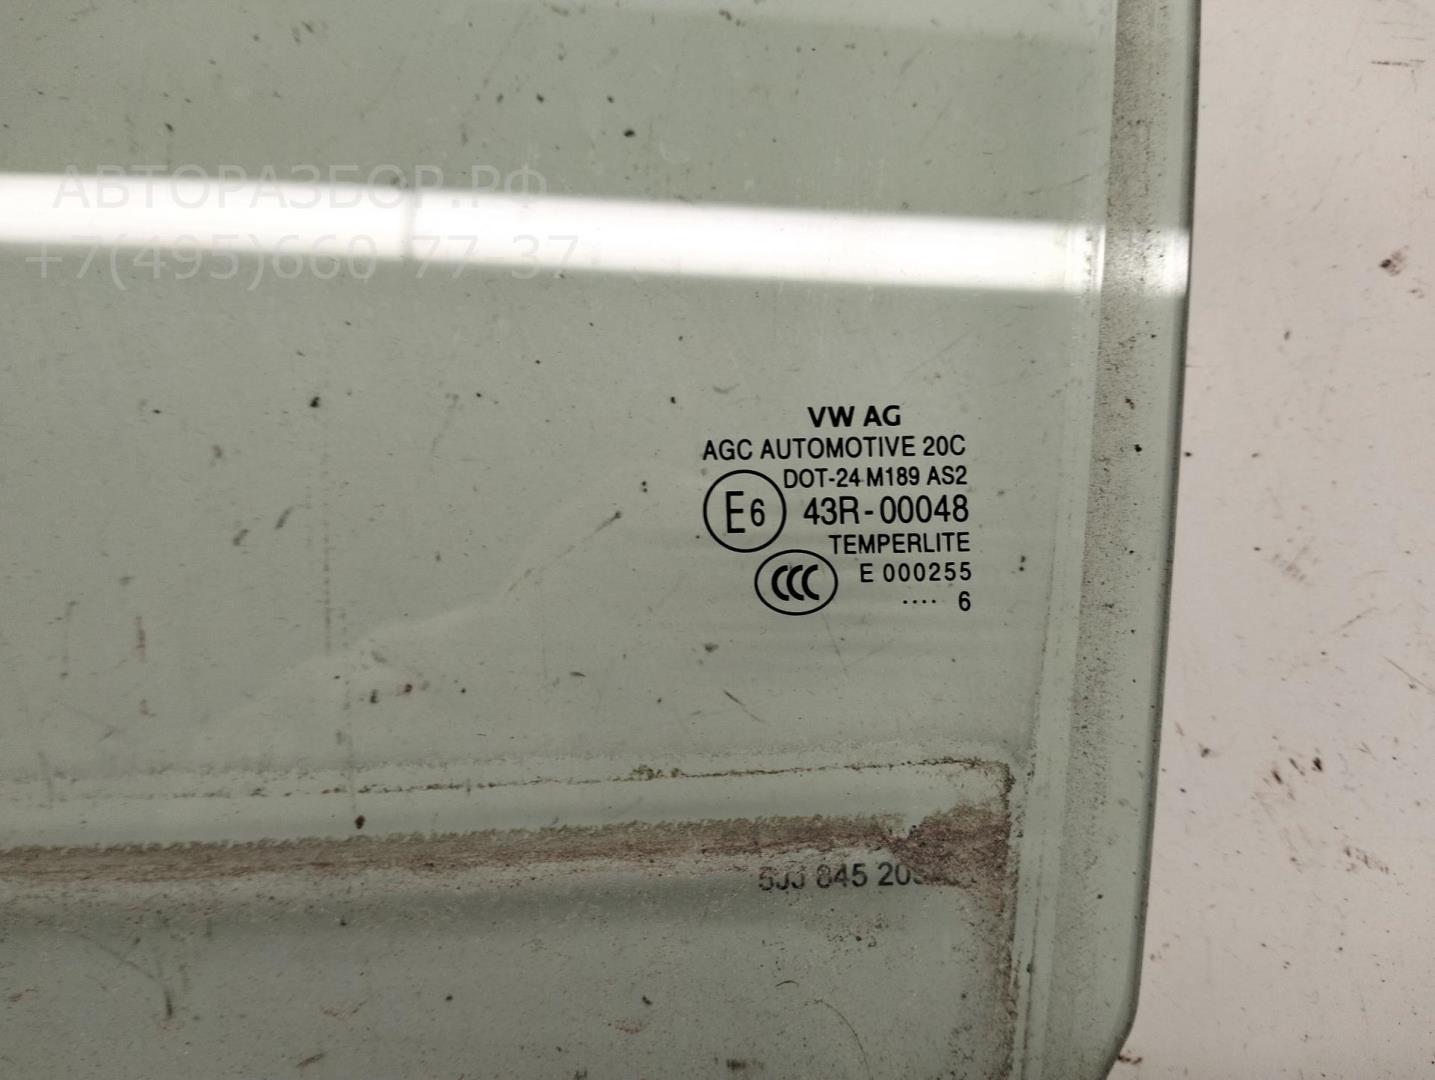 АВТОРАЗБОР.РФ
+7(495)660 77-37
VW AG
AGC AUTOMOTIVE 20C
DOT-24 M189 AS2
E6 43R-00048
TEMPERLITE
CCC E 000255
.... 6
845